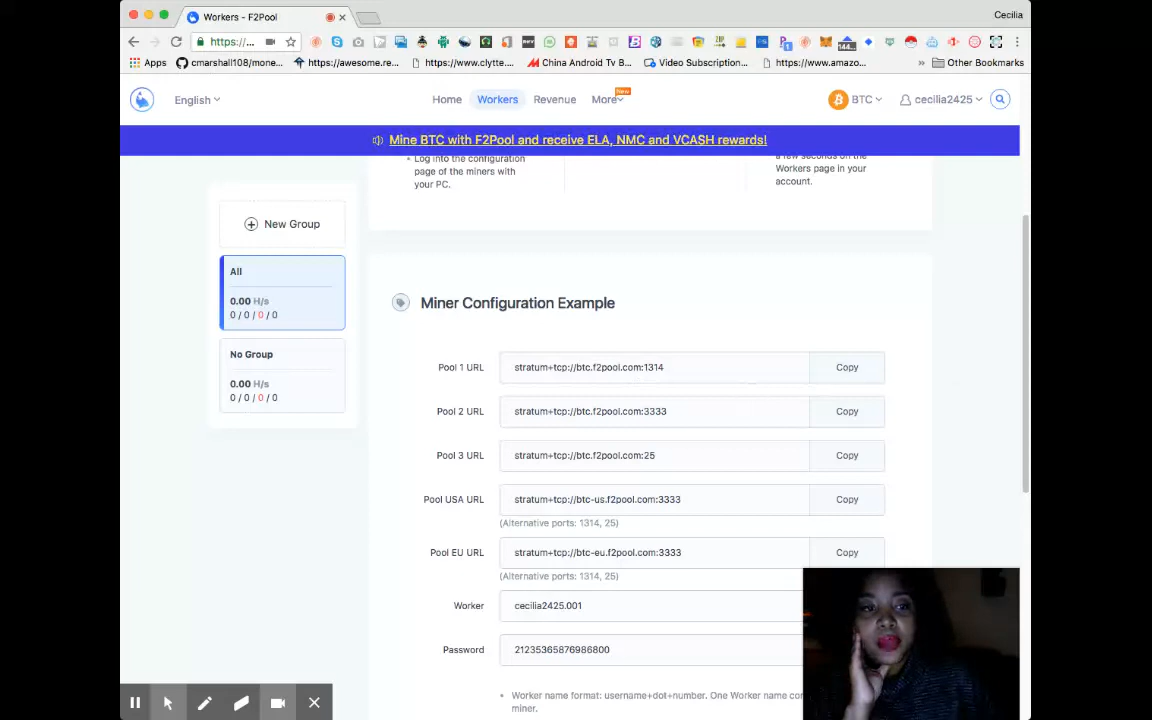 Workers - F2Pool
Cecilia
https://...
Apps
cmarshall108/mone...
https://awesome.re...
https://www.clytte...
China Android Tv B...
Video Subscription...
https://www.amazo...
»
Other Bookmarks
English
Home
Workers
Revenue
More
New
BTC
cecilia2425
Mine BTC with F2Pool and receive ELA, NMC and VCASH rewards!
• Log into the configuration
page of the miners with
your PC.
a few seconds on the
Workers page in your
account.
New Group
All
0.00 H/s
0 / 0 / 0 / 0
No Group
0.00 H/s
0 / 0 / 0 / 0
Miner Configuration Example
Pool 1 URL stratum+tcp://btc.f2pool.com:1314 Copy
Pool 2 URL stratum+tcp://btc.f2pool.com:3333 Copy
Pool 3 URL stratum+tcp://btc.f2pool.com:25 Copy
Pool USA URL stratum+tcp://btc-us.f2pool.com:3333 Copy
(Alternative ports: 1314, 25)
Pool EU URL stratum+tcp://btc-eu.f2pool.com:3333 Copy
(Alternative ports: 1314, 25)
Worker cecilia2425.001
Password 21235365876986800
• Worker name format: username+dot+number. One Worker name
miner.